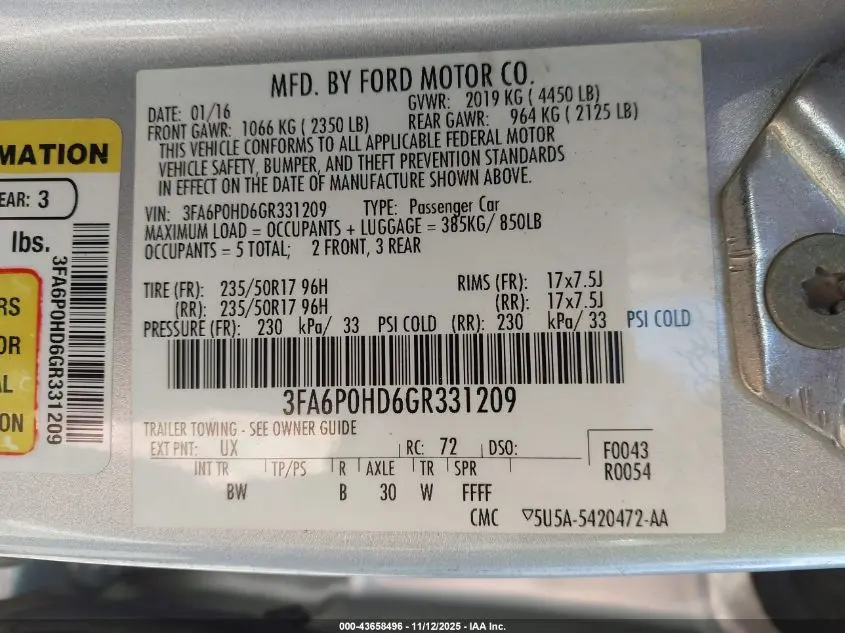 MFD. BY FORD MOTOR CO.
DATE: 01/16 GVWR: 2019 KG ( 4450 LB)
FRONT GAWR: 1066 KG ( 2350 LB) REAR GAWR: 964 KG ( 2125 LB)
THIS VEHICLE CONFORMS TO ALL APPLICABLE FEDERAL MOTOR
VEHICLE SAFETY, BUMPER, AND THEFT PREVENTION STANDARDS
IN EFFECT ON THE DATE OF MANUFACTURE SHOWN ABOVE.
VIN: 3FA6P0HD6GR331209 TYPE: Passenger Car
MAXIMUM LOAD = OCCUPANTS + LUGGAGE = 385KG/ 850LB
OCCUPANTS = 5 TOTAL; 2 FRONT, 3 REAR
TIRE (FR): 235/50R17 96H RIMS (FR): 17x7.5J
(RR): 235/50R17 96H (RR): 17x7.5J
PRESSURE (FR): 230 kPa/ 33 PSI COLD (RR): 230 kPa/ 33 PSI COLD
3FA6P0HD6GR331209
TRAILER TOWING - SEE OWNER GUIDE
EXT PNT: UX RC: 72 DSO: F0043
INT TR TP/PS R AXLE TR SPR R0054
BW B 30 W FFFF
CMC ▽5U5A-5420472-AA
MATION
EAR: 3
lbs.
3FA6P0HD6GR331209
RS
OR
AL
ON
000-43658496 - 11/12/2025 - IAA Inc.